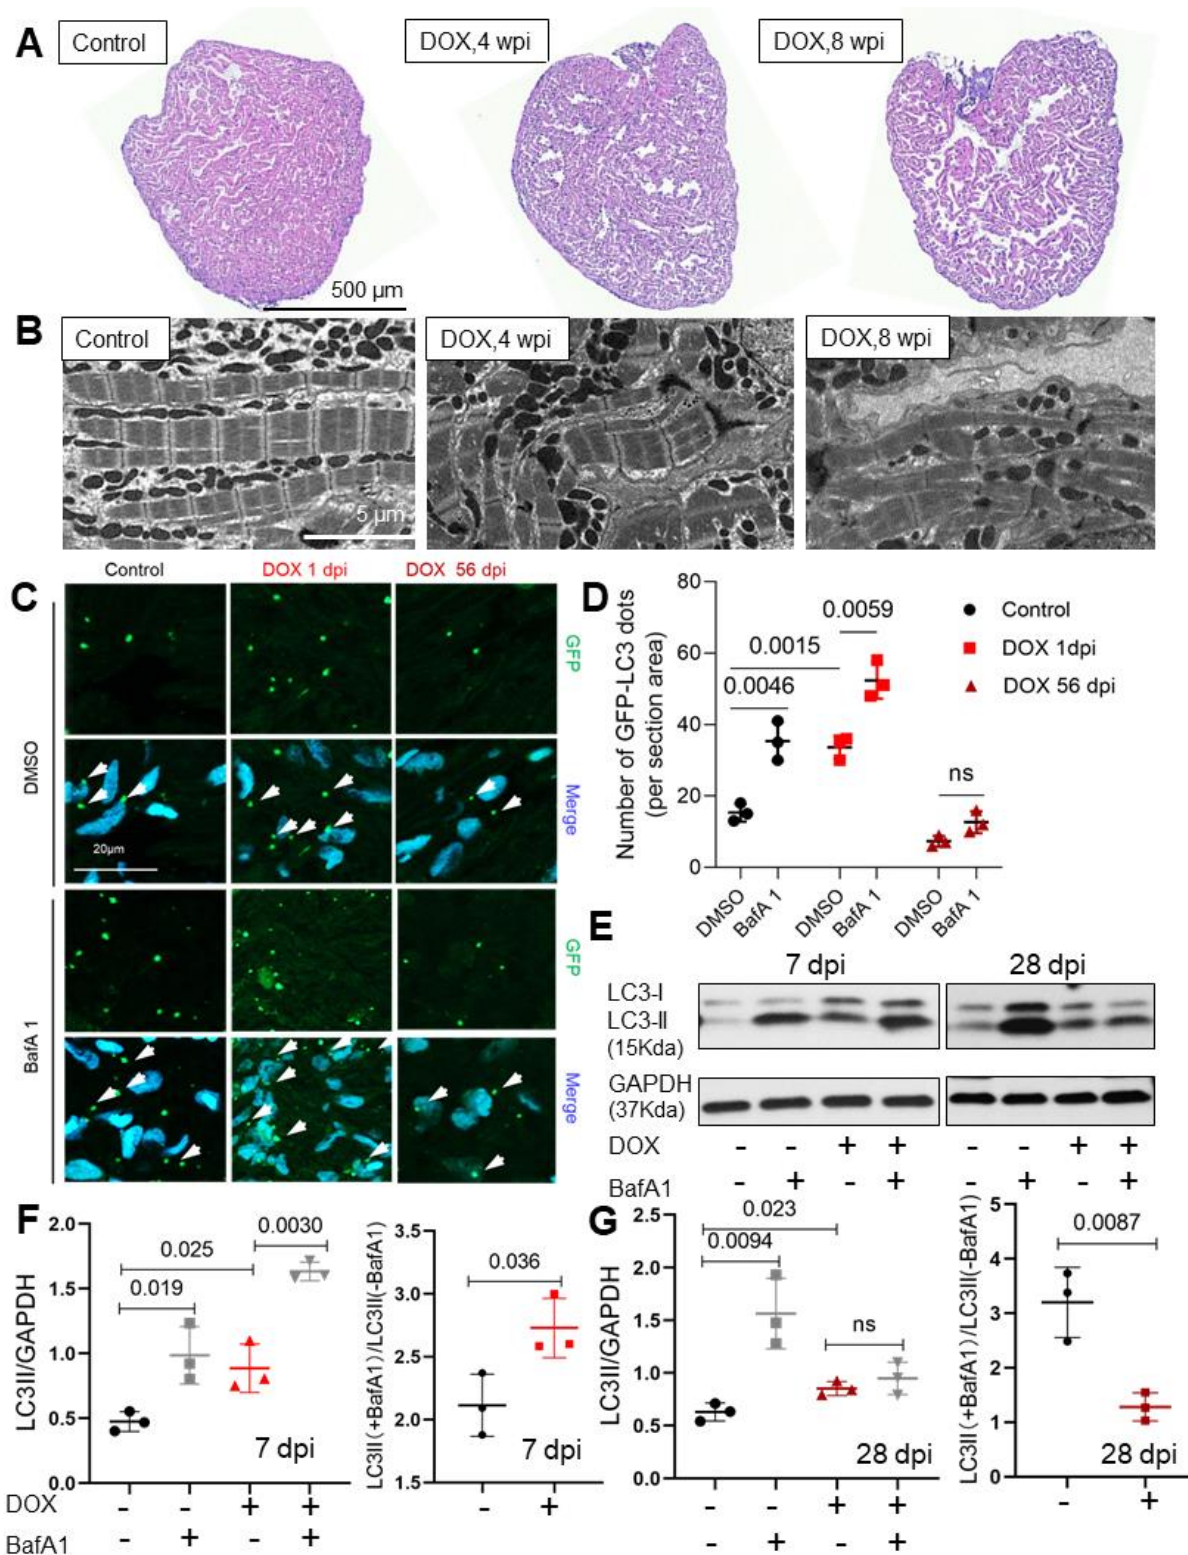 A
Control
DOX,4 wpi
DOX,8 wpi
500 µm
B
Control
DOX,4 wpi
DOX,8 wpi
5 µm
C
Control
DOX 1 dpi
DOX 56 dpi
DMSO
GFP
Merge
20µm
BafA 1
GFP
Merge
D
Number of GFP-LC3 dots
(per section area)
80
60
40
20
0
0.0046
0.0015
0.0059
ns
Control
DOX 1dpi
DOX 56 dpi
DMSO
BafA 1
DMSO
BafA 1
DMSO
BafA 1
E
7 dpi
28 dpi
LC3-I
LC3-II
(15Kda)
GAPDH
(37Kda)
DOX - - + + - - + +
BafA1 - + - + - + - +
F
LC3II/GAPDH
2.0
1.5
1.0
0.5
0.0
0.019
0.025
0.0030
7 dpi
DOX - - + +
BafA1 - + - +
LC3II(+BafA1)/LC3II(-BafA1)
3.5
3.0
2.5
2.0
1.5
0.036
7 dpi
- +
G
LC3II/GAPDH
2.5
2.0
1.5
1.0
0.5
0.0
0.023
0.0094
ns
28 dpi
- - + +
- + - +
LC3II(+BafA1)/LC3II(-BafA1)
5
4
3
2
1
0
0.0087
28 dpi
- +